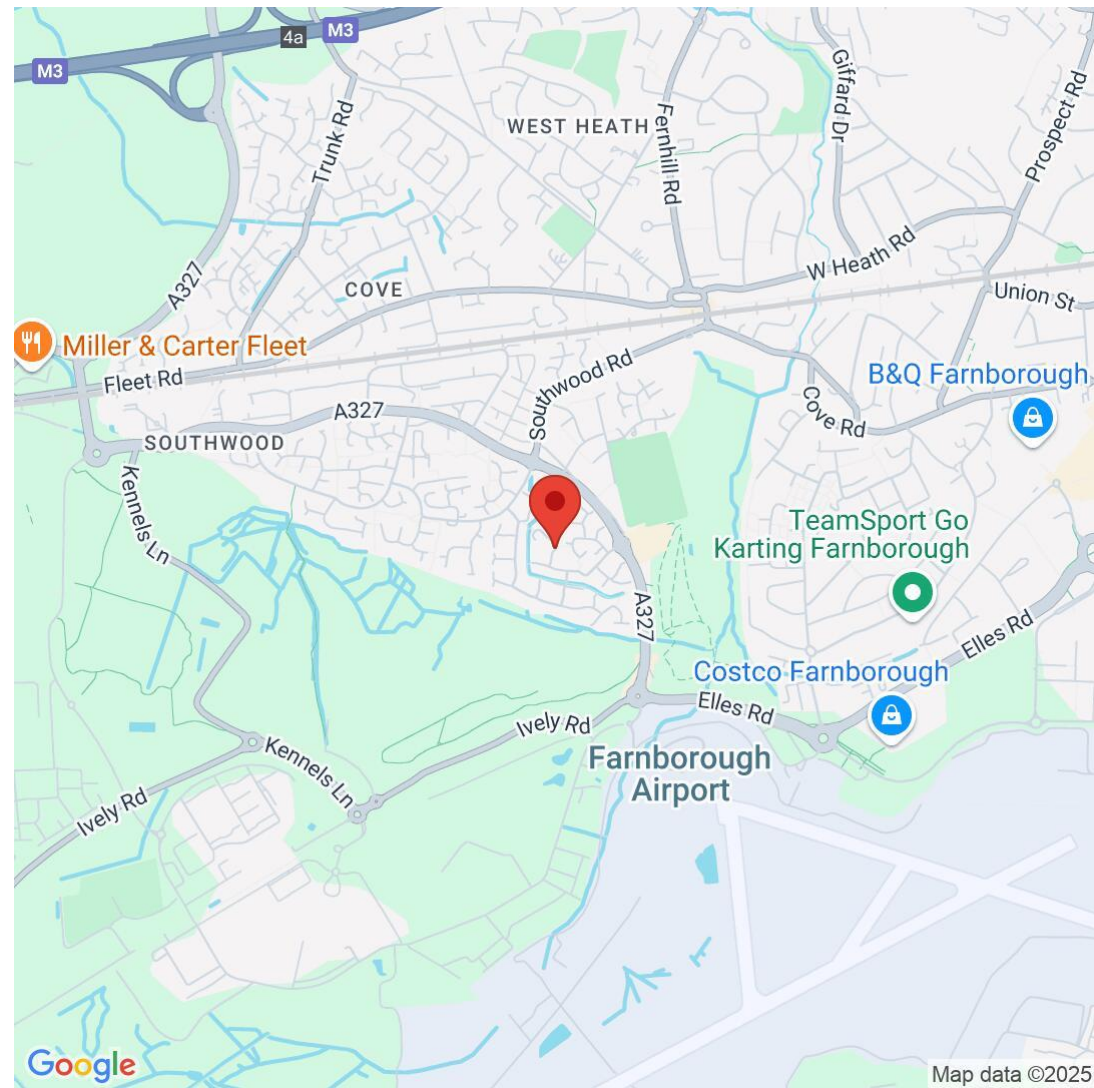 4a
M3
M3
Giffard Dr
Prospect Rd
WEST HEATH
Fernhill Rd
Trunk Rd
W Heath Rd
A327
COVE
Union St
Miller & Carter Fleet
Fleet Rd
Southwood Rd
B&Q Farnborough
A327
Cove Rd
SOUTHWOOD
Kennels Ln
TeamSport Go
Karting Farnborough
A327
Elles Rd
Costco Farnborough
Elles Rd
Ively Rd
Kennels Ln
Farnborough
Airport
Ively Rd
Google
Map data ©2025